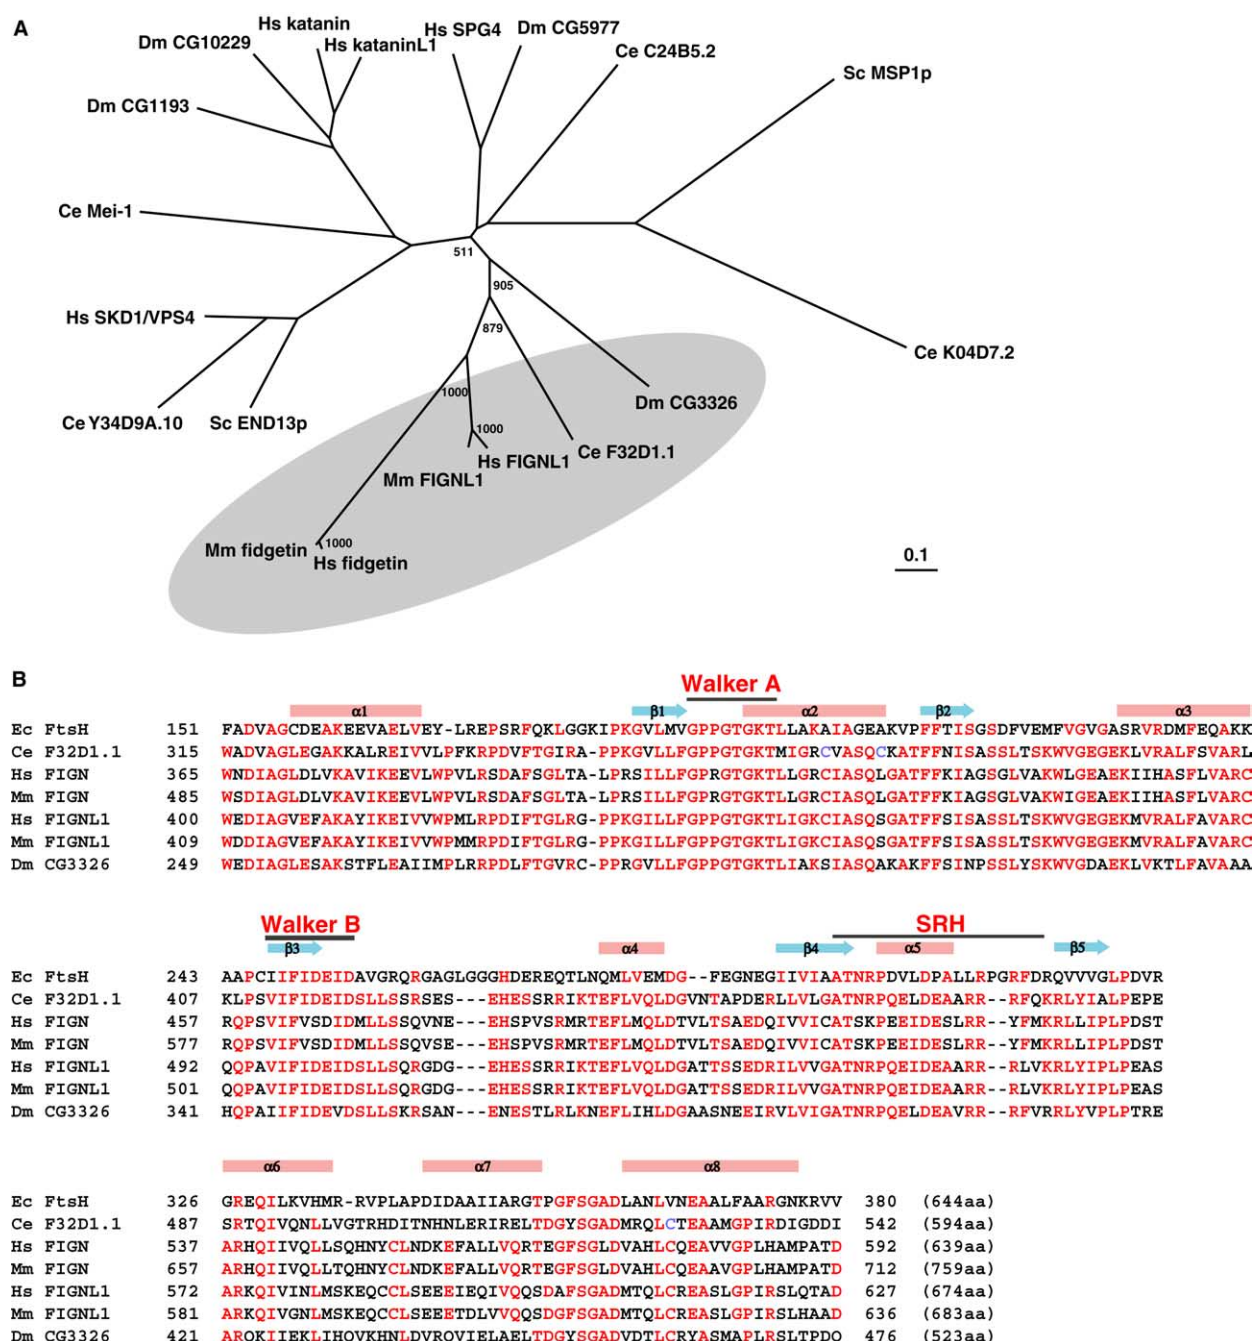 A
Hs katanin
Hs kataninL1
Dm CG10229
Dm CG1193
Hs SPG4
Dm CG5977
Ce C24B5.2
Sc MSP1p
Ce Mei-1
511
905
879
Hs SKD1/VPS4
Ce Y34D9A.10
Sc END13p
Ce K04D7.2
Dm CG3326
1000
1000
Ce F32D1.1
Hs FIGNL1
Mm FIGNL1
Mm fidgetin
1000
Hs fidgetin
0.1
B
Walker A
α1 β1 α2 β2 α3
Ec FtsH 151 FADVAGCDEAKEEVAELVEY-LREPSRFQKLGGKIPKGVLMVGPPGTGKTLLAKAIAGEAKVPFFTISGSDFVEMFVGVGASRVRDMFEQAKK
Ce F32D1.1 315 WADVAGLEGAKKALREIVVLPFKRPDVFTGIRA-PPKGVLLFGPPGTGKTMIGRCVASQCKATFFSISASSLTSKWVGEGEKLVRALFSVARL
Hs FIGN 365 WNDIAGLDLVKAVIKEEVLWPVLRSDAFSGLTA-LPRSILLFGPRGTGKTLLGRCIASQLGATFFKIAGSGLVAKWLGEAEKIIHASFLVARC
Mm FIGN 485 WSDIAGLDLVKAVIKEEVLWPVLRSDAFSGLTA-LPRSILLFGPRGTGKTLLGRCIASQLGATFFKIAGSGLVAKWIGEAEKIIHASFLVARC
Hs FIGNL1 400 WEDIAGVEFAKAYIKEIVVWPMLRPDIFTGLRG-PPKGILLFGPPGTGKTLIGKCIASQSGATFFSISASSLTSKWVGEGEKMVRALFAVARC
Mm FIGNL1 409 WDDIAGVEFAKAYIKEIVVWPMMRPDIFTGLRG-PPKGILLFGPPGTGKTLIGKCIASQSGATFFSISASSLTSKWVGEGEKMVRALFAVARC
Dm CG3326 249 WEDIAGLESAKSTFLEAIIMPLRRPDLFTGVRC-PPKGVLLFGPPGTGKTLIAKSIASQAKAKFFSINPSSLYSKWVGDAEKLVKTLFAVAAA
Walker B SRH
β3 α4 β4 α5 β5
Ec FtsH 243 AAPCIIFIDEIDAVGRQRGAGLGGGHDEREQTLNQMLVEMDG--FEGNEGIIVIAATNRPDVLDPALLRPGRFDRQVVVGLPDVR
Ce F32D1.1 407 KLPSVIFIDEIDSLLSSRSES---EHESSRRIKTEFLVQLDGVNTAPDERLLVLGATNRPQELDEAARR--RFQKRLYIALPEPE
Hs FIGN 457 RQPSVIFVSDIDMLLSSQVNE---EHSPVSRMRTEFLMQLDTVLTSAEDQIVVICATSKPEEIDESLRR--YFMKRLLIPLPDST
Mm FIGN 577 RQPSVIFVSDIDMLLSSQVSE---EHSPVSRMRTEFLMQLDTVLTSAEDQIVVICATSKPEEIDESLRR--YFMKRLLIPLPDST
Hs FIGNL1 492 QQPAVIFIDEIDSLLSQRGDG---EHESSRRIKTEFLVQLDGATTSSEDRILVVGATNRPQEIDEAARR--RLVKRLYIPLPEAS
Mm FIGNL1 501 QQPAVIFIDEIDSLLSQRGDG---EHESSRRIKTEFLVQLDGATTSSEDRILVVGATNRPQEIDEAARR--RLVKRLYIPLPEAS
Dm CG3326 341 HQPAIIFIDEVDSLLSKRSAN---ENESTLRLKNEFLIHLDGAASNEEIRVLVIGATNRPQELDEAVRR--RFVRRLYVPLPTRE
α6 α7 α8
Ec FtsH 326 GREQILKVHMR-RVPLAPDIDAAIIARGTPGFSGADLANLVNEAALFAARGNKRVV 380 (644aa)
Ce F32D1.1 487 SRTQIVQNLLVGTRHDITNHNLERIRELTDGYSGADMRQLCTEAAMGPIRDIGDDI 542 (594aa)
Hs FIGN 537 ARHQIIVQLLSQHNYCLNDKEFALLVQRTEGFSGLDVAHLCQEAVVGPLHAMPATD 592 (639aa)
Mm FIGN 657 ARHQIIVQLLTQHNYCLNDKEFALLVQRTEGFSGLDVAHLCQEAAVGPLHAMPATD 712 (759aa)
Hs FIGNL1 572 ARKQIVINLMSKEQCCLSEEEIEQIVQQSDAFSGADMTQLCREASLGPIRSLQTAD 627 (674aa)
Mm FIGNL1 581 ARKQIVGNLMSKEQCCLSEEETDLVVQQSDGFSGADMTQLCREASLGPIRSLHAAD 636 (683aa)
Dm CG3326 421 ARQKIIEKLIHQVKHNLDVRQVIELAELTDGYSGADVDTLCRYASMAPLRSLTPDQ 476 (523aa)